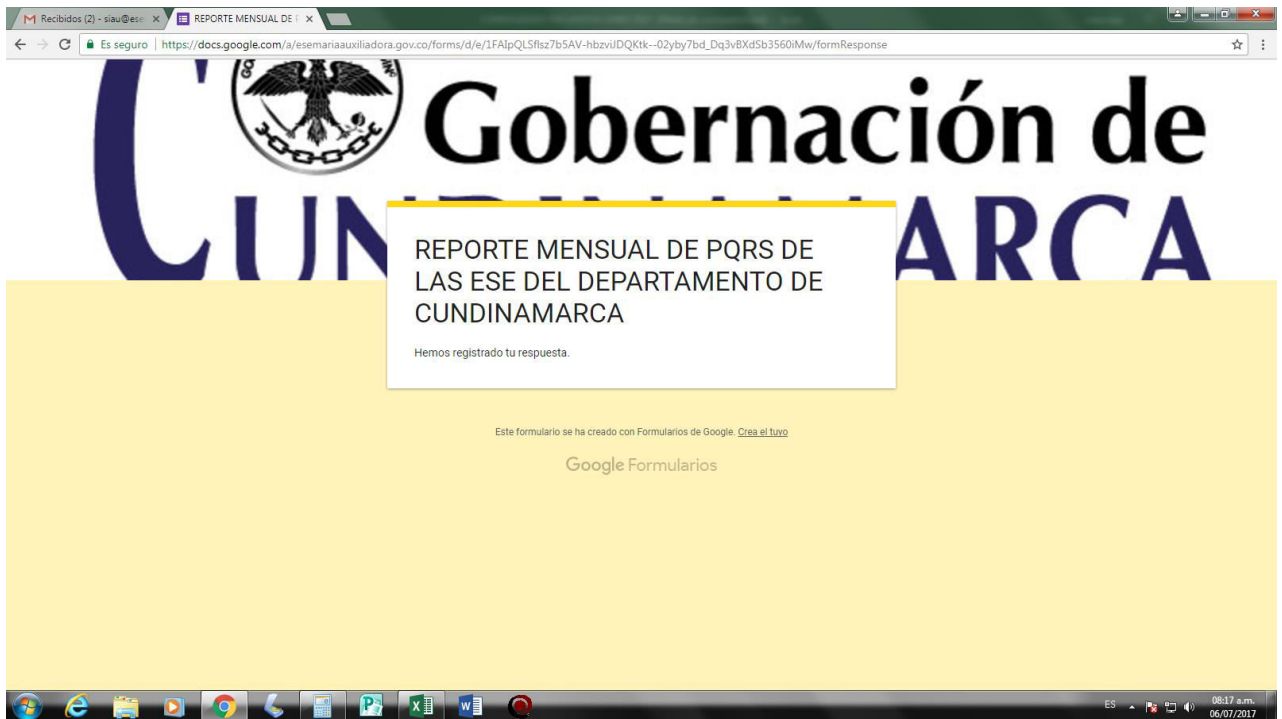 Recibidos (2) - siau@ese
REPORTE MENSUAL DE
Es seguro
https://docs.google.com/a/esemariaauxiliadora.gov.co/forms/d/e/1FAIpQLSflsz7b5AV-hbzviJDQKtk--02yby7bd_Dq3vBXdSb3560iMw/formResponse
Gobernación de
CUNDINAMARCA
REPORTE MENSUAL DE PQRS DE
LAS ESE DEL DEPARTAMENTO DE
CUNDINAMARCA
Hemos registrado tu respuesta.
Este formulario se ha creado con Formularios de Google. Crea el tuyo
Google Formularios
ES
08:17 a.m.
06/07/2017